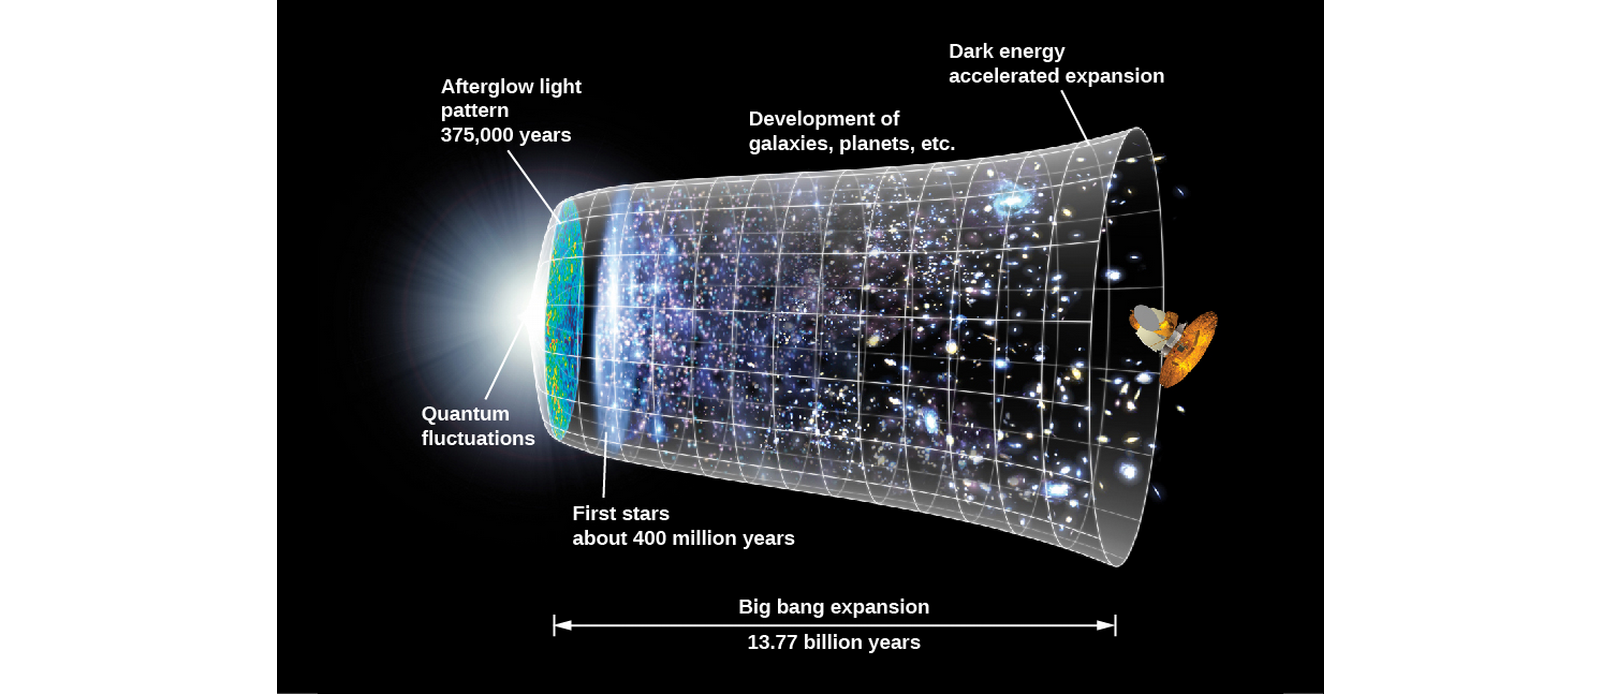 Dark energy
accelerated expansion
Afterglow light
pattern
375,000 years
Development of
galaxies, planets, etc.
Quantum
fluctuations
First stars
about 400 million years
Big bang expansion
13.77 billion years